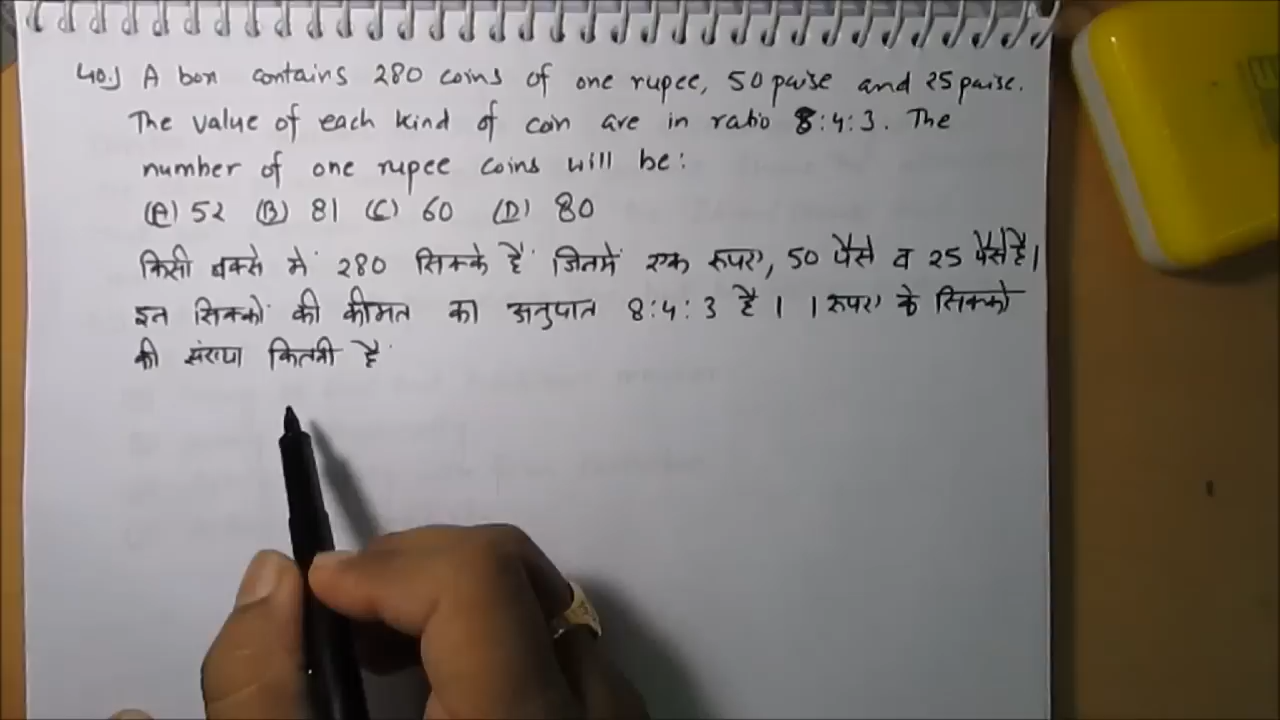 40.) A box contains 280 coins of one rupee, 50 paise and 25 paise.
The value of each kind of coin are in ratio 8:4:3. The
number of one rupee coins will be:
(A) 52 (B) 81 (C) 60 (D) 80
किसी बक्से में 280 सिक्के हैं जिनमें एक रूपए, 50 पैसे व 25 पैसे हैं।
इन सिक्कों की कीमत का अनुपात 8:4:3 है। 1 रूपए के सिक्कों
की संख्या कितनी है